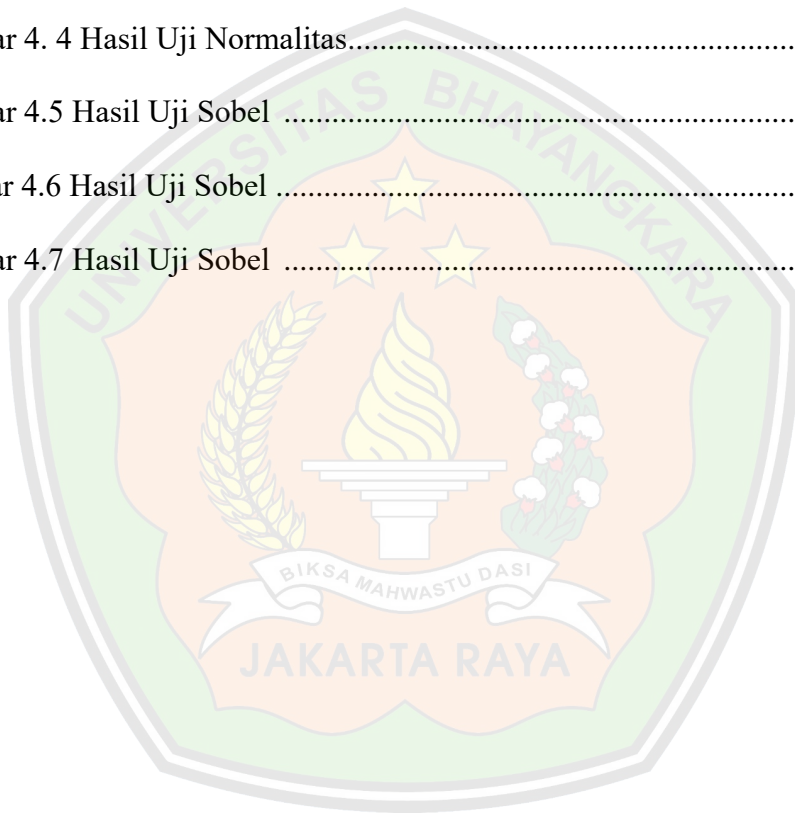 ar 4. 4 Hasil Uji Normalitas...............................................................
ar 4.5 Hasil Uji Sobel .......................................................................
ar 4.6 Hasil Uji Sobel ........................................................................
ar 4.7 Hasil Uji Sobel .......................................................................
UNIVERSITAS BHAYANGKARA
BIKSA MAHWASTU DASI
JAKARTA RAYA